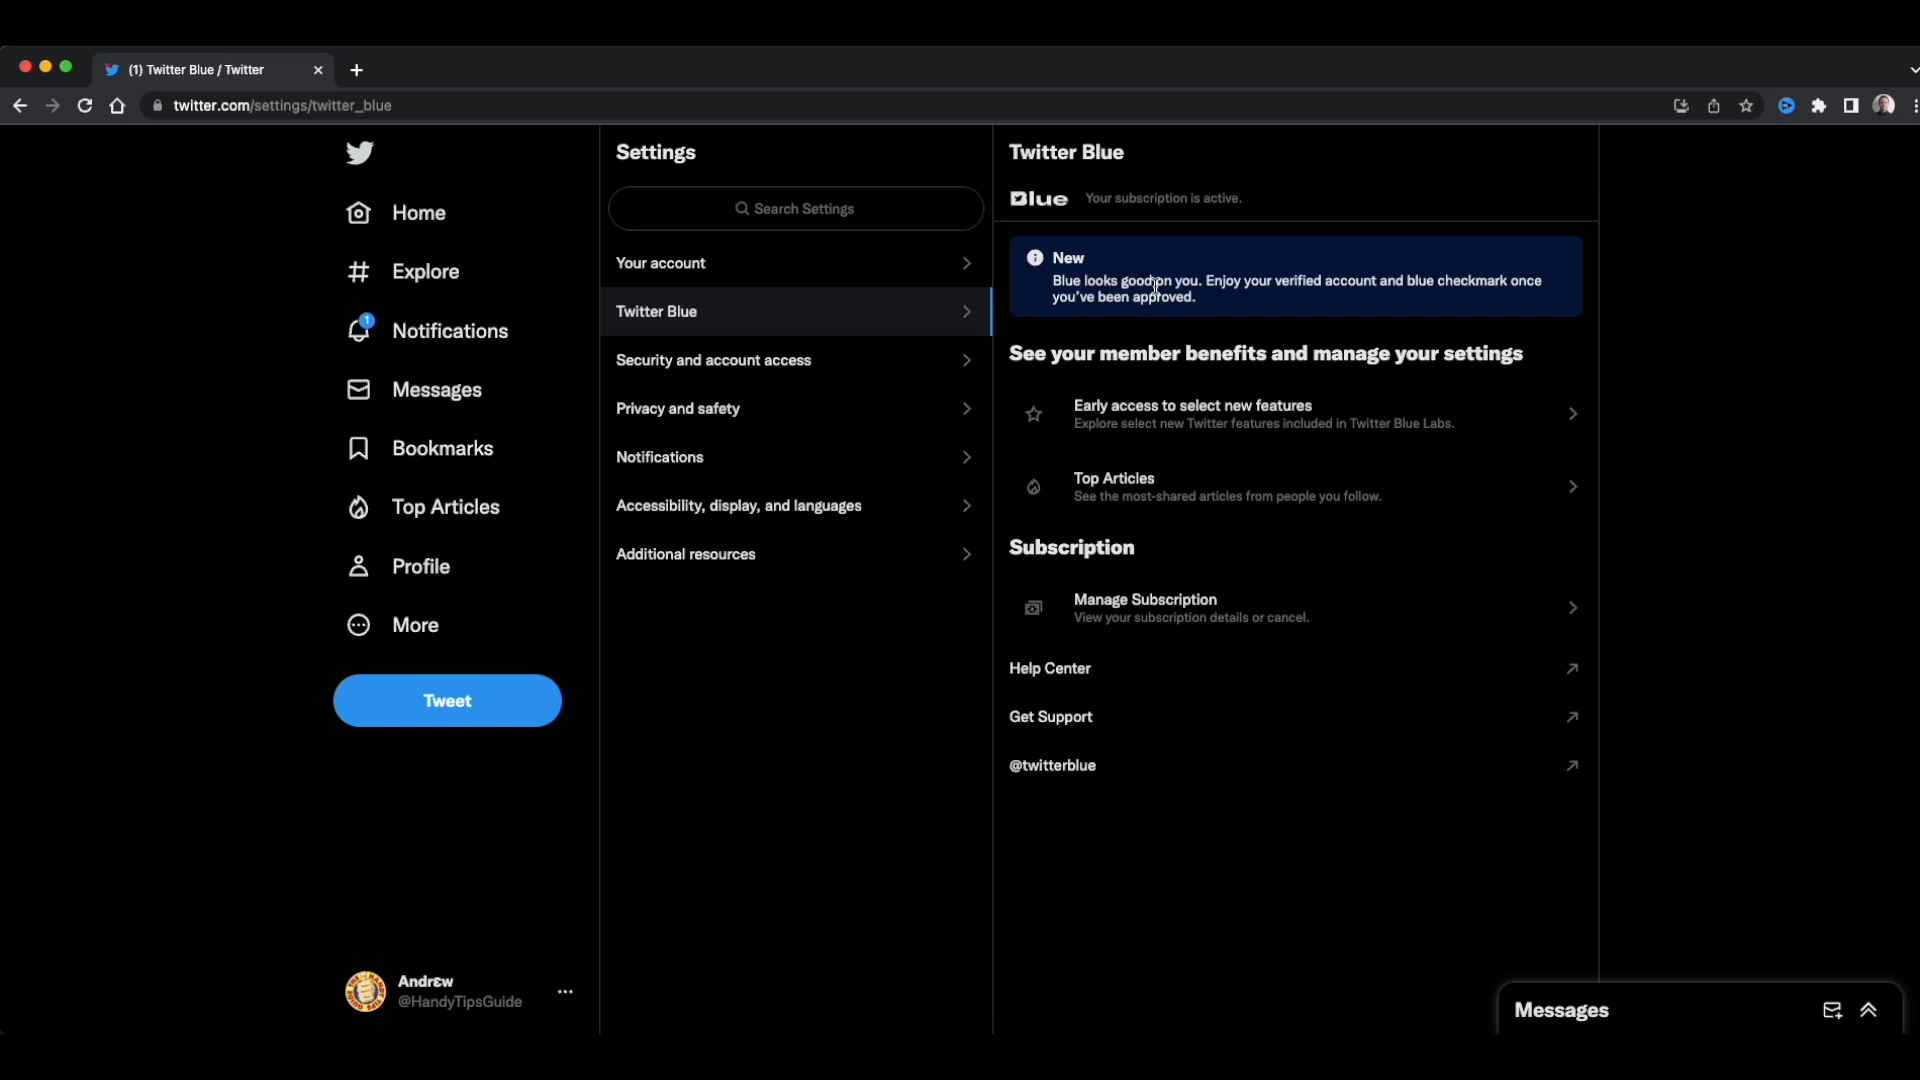 (1) Twitter Blue / Twitter
twitter.com/settings/twitter_blue
Home
Explore
1
Notifications
Messages
Bookmarks
Top Articles
Profile
More
Tweet
Andrɛw
@HandyTipsGuide
Settings
Search Settings
Your account
Twitter Blue
Security and account access
Privacy and safety
Notifications
Accessibility, display, and languages
Additional resources
Twitter Blue
Blue Your subscription is active.
New
Blue looks good on you. Enjoy your verified account and blue checkmark once
you’ve been approved.
See your member benefits and manage your settings
Early access to select new features
Explore select new Twitter features included in Twitter Blue Labs.
Top Articles
See the most-shared articles from people you follow.
Subscription
Manage Subscription
View your subscription details or cancel.
Help Center
Get Support
@twitterblue
Messages